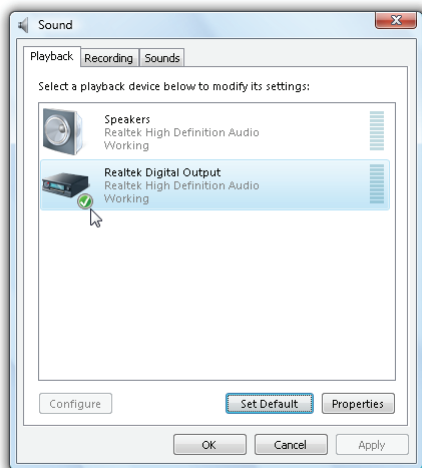 Sound
Playback Recording Sounds
Select a playback device below to modify its settings:
Speakers
Realtek High Definition Audio
Working
Realtek Digital Output
Realtek High Definition Audio
Working
Configure Set Default Properties
OK Cancel Apply